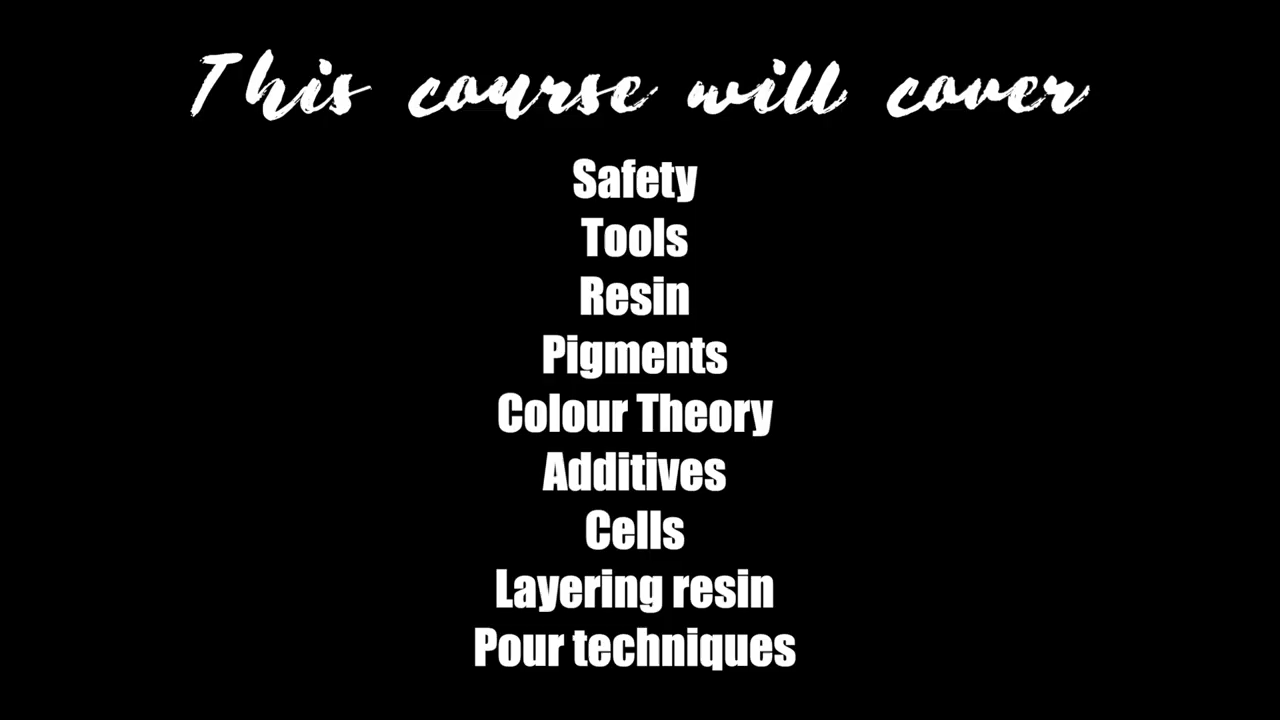 This course will cover
Safety
Tools
Resin
Pigments
Colour Theory
Additives
Cells
Layering resin
Pour techniques